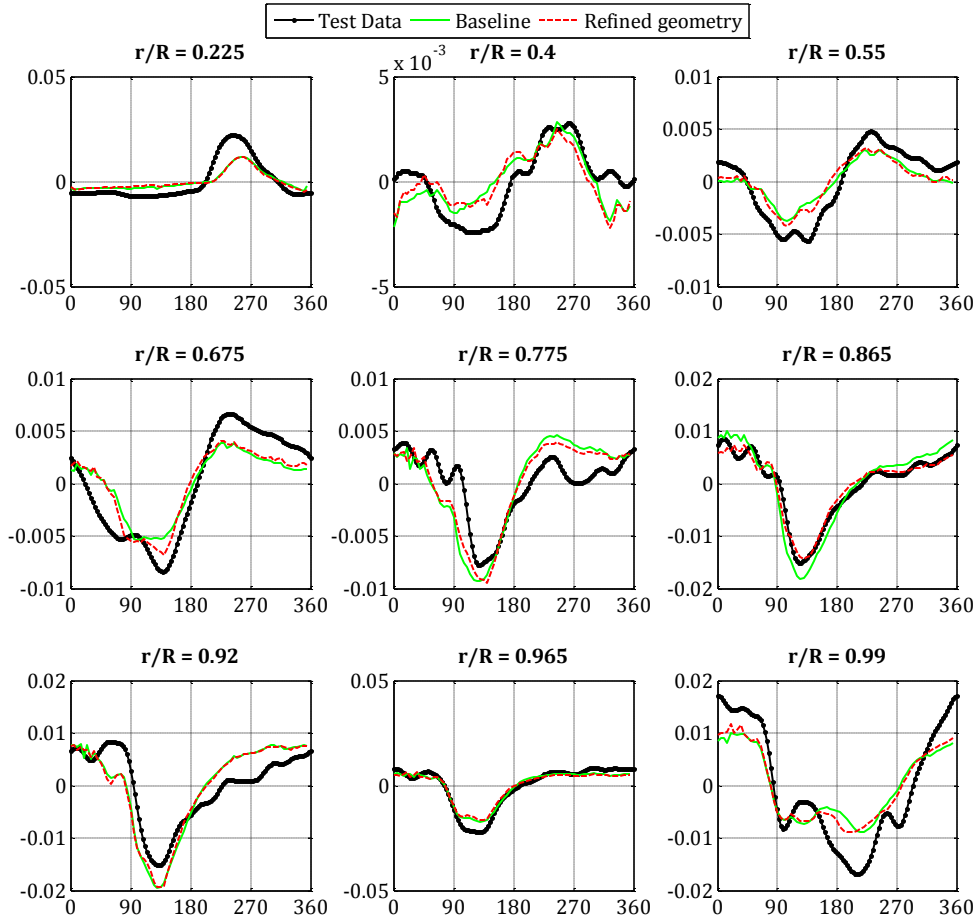 Test Data Baseline Refined geometry
r/R = 0.225
0.05
0
-0.05
0 90 180 270 360
r/R = 0.4
x 10^-3
5
0
-5
0 90 180 270 360
r/R = 0.55
0.01
0.005
0
-0.005
-0.01
0 90 180 270 360
r/R = 0.675
0.01
0.005
0
-0.005
-0.01
0 90 180 270 360
r/R = 0.775
0.01
0.005
0
-0.005
-0.01
0 90 180 270 360
r/R = 0.865
0.02
0.01
0
-0.01
-0.02
0 90 180 270 360
r/R = 0.92
0.02
0.01
0
-0.01
-0.02
0 90 180 270 360
r/R = 0.965
0.05
0
-0.05
0 90 180 270 360
r/R = 0.99
0.02
0.01
0
-0.01
-0.02
0 90 180 270 360